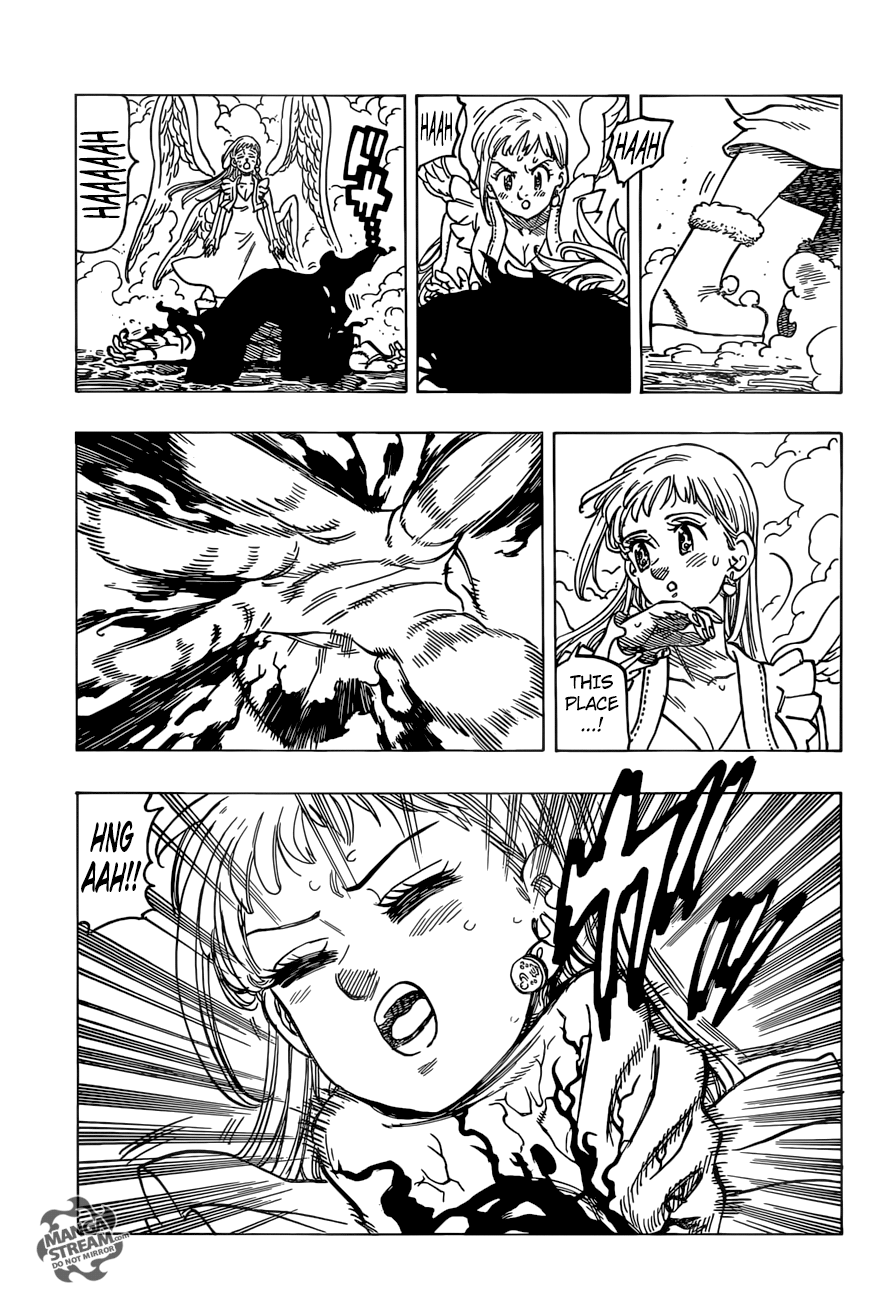 HAAH
HAAH
HAAAAAH
THIS
PLACE
...!
HNG
AAH!!
MANGA
STREAM.com
DO NOT MIRROR